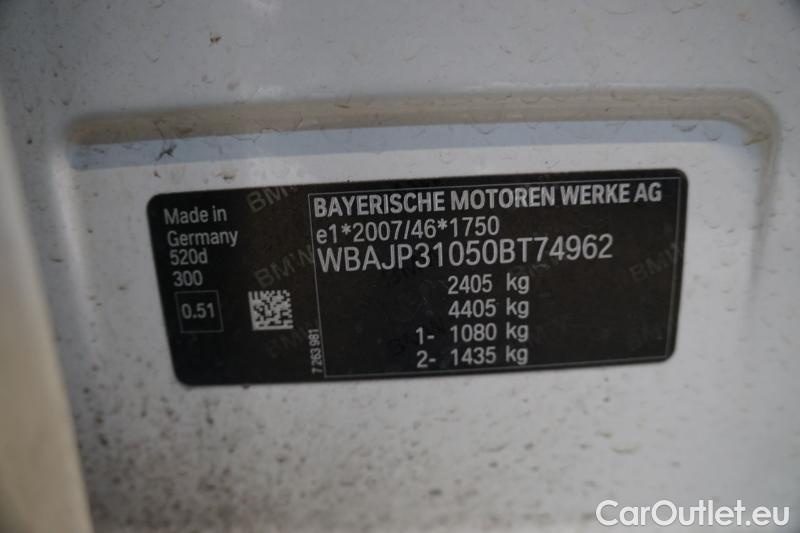 Made in
Germany
520d
300
0.51
7 263 981
BAYERISCHE MOTOREN WERKE AG
e1*2007/46*1750
WBAJP31050BT74962
2405 kg
4405 kg
1- 1080 kg
2- 1435 kg
CarOutlet.eu